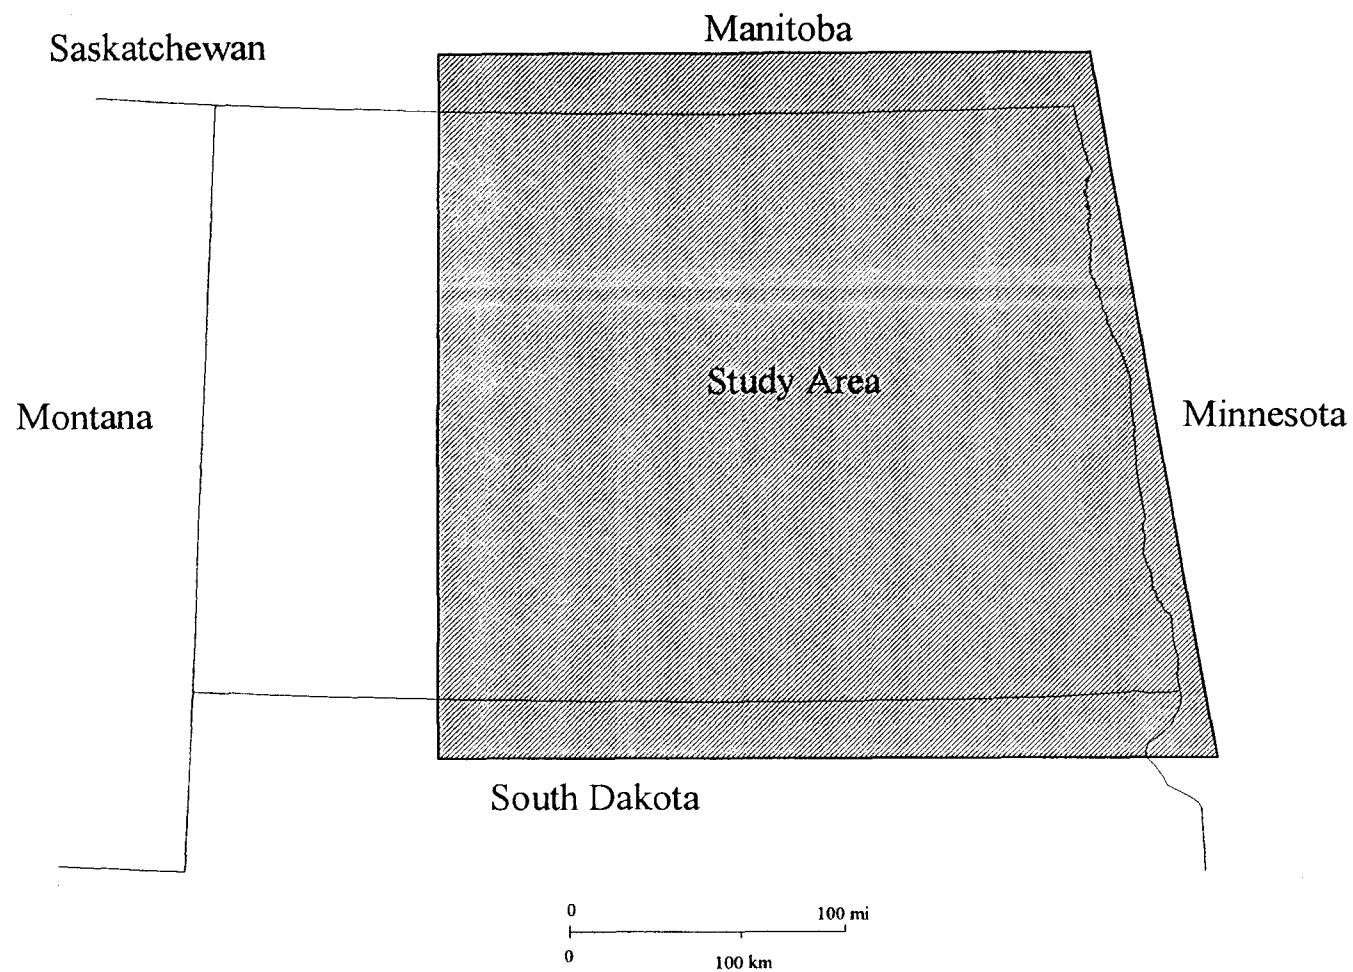 Manitoba
Saskatchewan
Study Area
Montana
Minnesota
South Dakota
0 100 mi
0 100 km